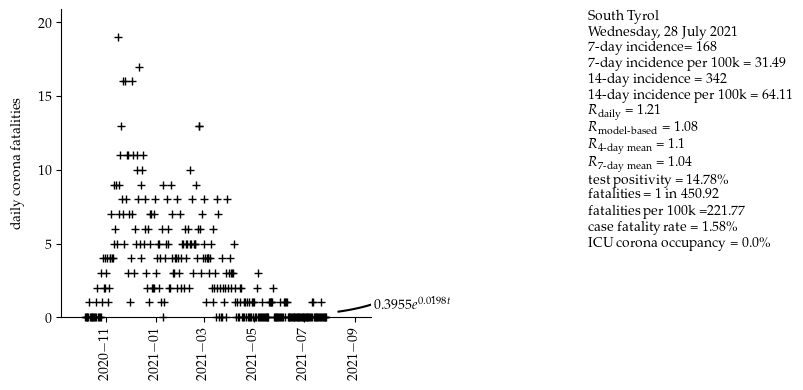 20
15
10
5
0
daily corona fatalities
2020−11
2021−01
2021−03
2021−05
2021−07
2021−09
0.3955e^0.0198t
South Tyrol
Wednesday, 28 July 2021
7-day incidence= 168
7-day incidence per 100k = 31.49
14-day incidence = 342
14-day incidence per 100k = 64.11
R_daily = 1.21
R_model-based = 1.08
R_4-day mean = 1.1
R_7-day mean = 1.04
test positivity = 14.78%
fatalities = 1 in 450.92
fatalities per 100k =221.77
case fatality rate = 1.58%
ICU corona occupancy = 0.0%